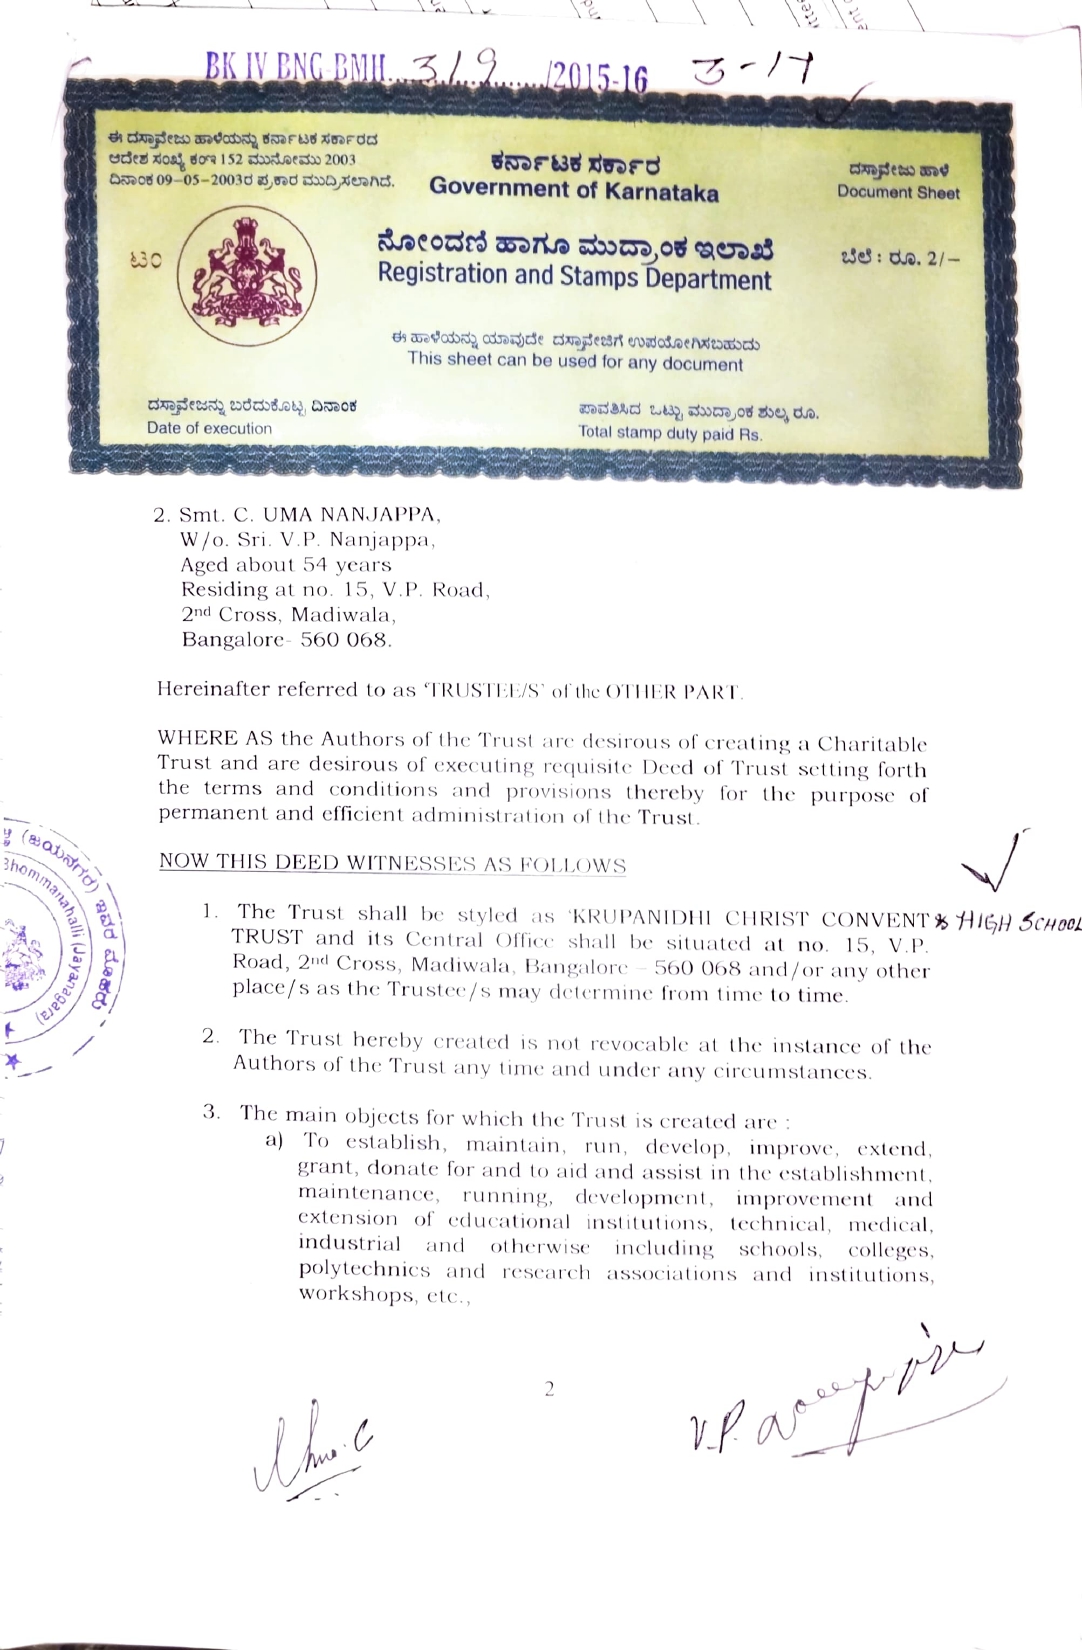 BK IV BNG-BMH....319....../2015-16 3-17
ಈ ದಸ್ತಾವೇಜು ಹಾಳೆಯನ್ನು ಕರ್ನಾಟಕ ಸರ್ಕಾರದ
ಆದೇಶ ಸಂಖ್ಯೆ ಕಂಇ 152 ಮುನೋಮು 2003
ದಿನಾಂಕ 09-05-2003ರ ಪ್ರಕಾರ ಮುದ್ರಿಸಲಾಗಿದೆ.
ಕರ್ನಾಟಕ ಸರ್ಕಾರ
Government of Karnataka
ದಸ್ತಾವೇಜು ಹಾಳೆ
Document Sheet
ನೋಂದಣಿ ಹಾಗೂ ಮುದ್ರಾಂಕ ಇಲಾಖೆ
Registration and Stamps Department
ಬೆಲೆ : ರೂ. 2/-
ಈ ಹಾಳೆಯನ್ನು ಯಾವುದೇ ದಸ್ತಾವೇಜಿಗೆ ಉಪಯೋಗಿಸಬಹುದು
This sheet can be used for any document
ದಸ್ತಾವೇಜನ್ನು ಬರೆದುಕೊಟ್ಟ ದಿನಾಂಕ
Date of execution
ಪಾವತಿಸಿದ ಒಟ್ಟು ಮುದ್ರಾಂಕ ಶುಲ್ಕ ರೂ.
Total stamp duty paid Rs.
2. Smt. C. UMA NANJAPPA,
W/o. Sri. V.P. Nanjappa,
Aged about 54 years
Residing at no. 15, V.P. Road,
2nd Cross, Madiwala,
Bangalore- 560 068.
Hereinafter referred to as 'TRUSTEE/S' of the OTHER PART.
WHERE AS the Authors of the Trust are desirous of creating a Charitable
Trust and are desirous of executing requisite Deed of Trust setting forth
the terms and conditions and provisions thereby for the purpose of
permanent and efficient administration of the Trust.
NOW THIS DEED WITNESSES AS FOLLOWS
1. The Trust shall be styled as 'KRUPANIDHI CHRIST CONVENT & HIGH SCHOOL
TRUST and its Central Office shall be situated at no. 15, V.P.
Road, 2nd Cross, Madiwala, Bangalore – 560 068 and/or any other
place/s as the Trustee/s may determine from time to time.
2. The Trust hereby created is not revocable at the instance of the
Authors of the Trust any time and under any circumstances.
3. The main objects for which the Trust is created are :
a) To establish, maintain, run, develop, improve, extend,
grant, donate for and to aid and assist in the establishment,
maintenance, running, development, improvement and
extension of educational institutions, technical, medical,
industrial and otherwise including schools, colleges,
polytechnics and research associations and institutions,
workshops, etc.,
(ಜಯನಗರ)
Bhommanahalli (Jayanagara)
2
V.P.